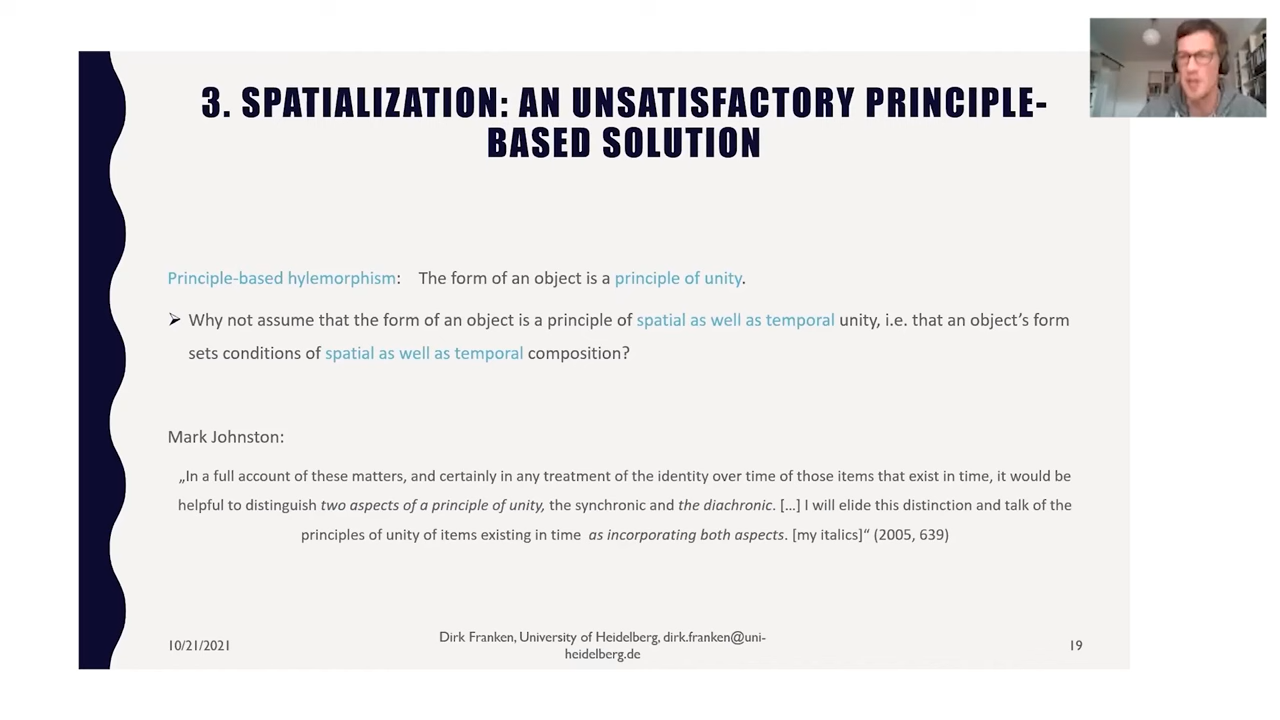 3. SPATIALIZATION: AN UNSATISFACTORY PRINCIPLE-
BASED SOLUTION
Principle-based hylemorphism: The form of an object is a principle of unity.
➢ Why not assume that the form of an object is a principle of spatial as well as temporal unity, i.e. that an object's form
sets conditions of spatial as well as temporal composition?
Mark Johnston:
„In a full account of these matters, and certainly in any treatment of the identity over time of those items that exist in time, it would be
helpful to distinguish two aspects of a principle of unity, the synchronic and the diachronic. […] I will elide this distinction and talk of the
principles of unity of items existing in time as incorporating both aspects. [my italics]“ (2005, 639)
10/21/2021
Dirk Franken, University of Heidelberg, dirk.franken@uni-
heidelberg.de
19